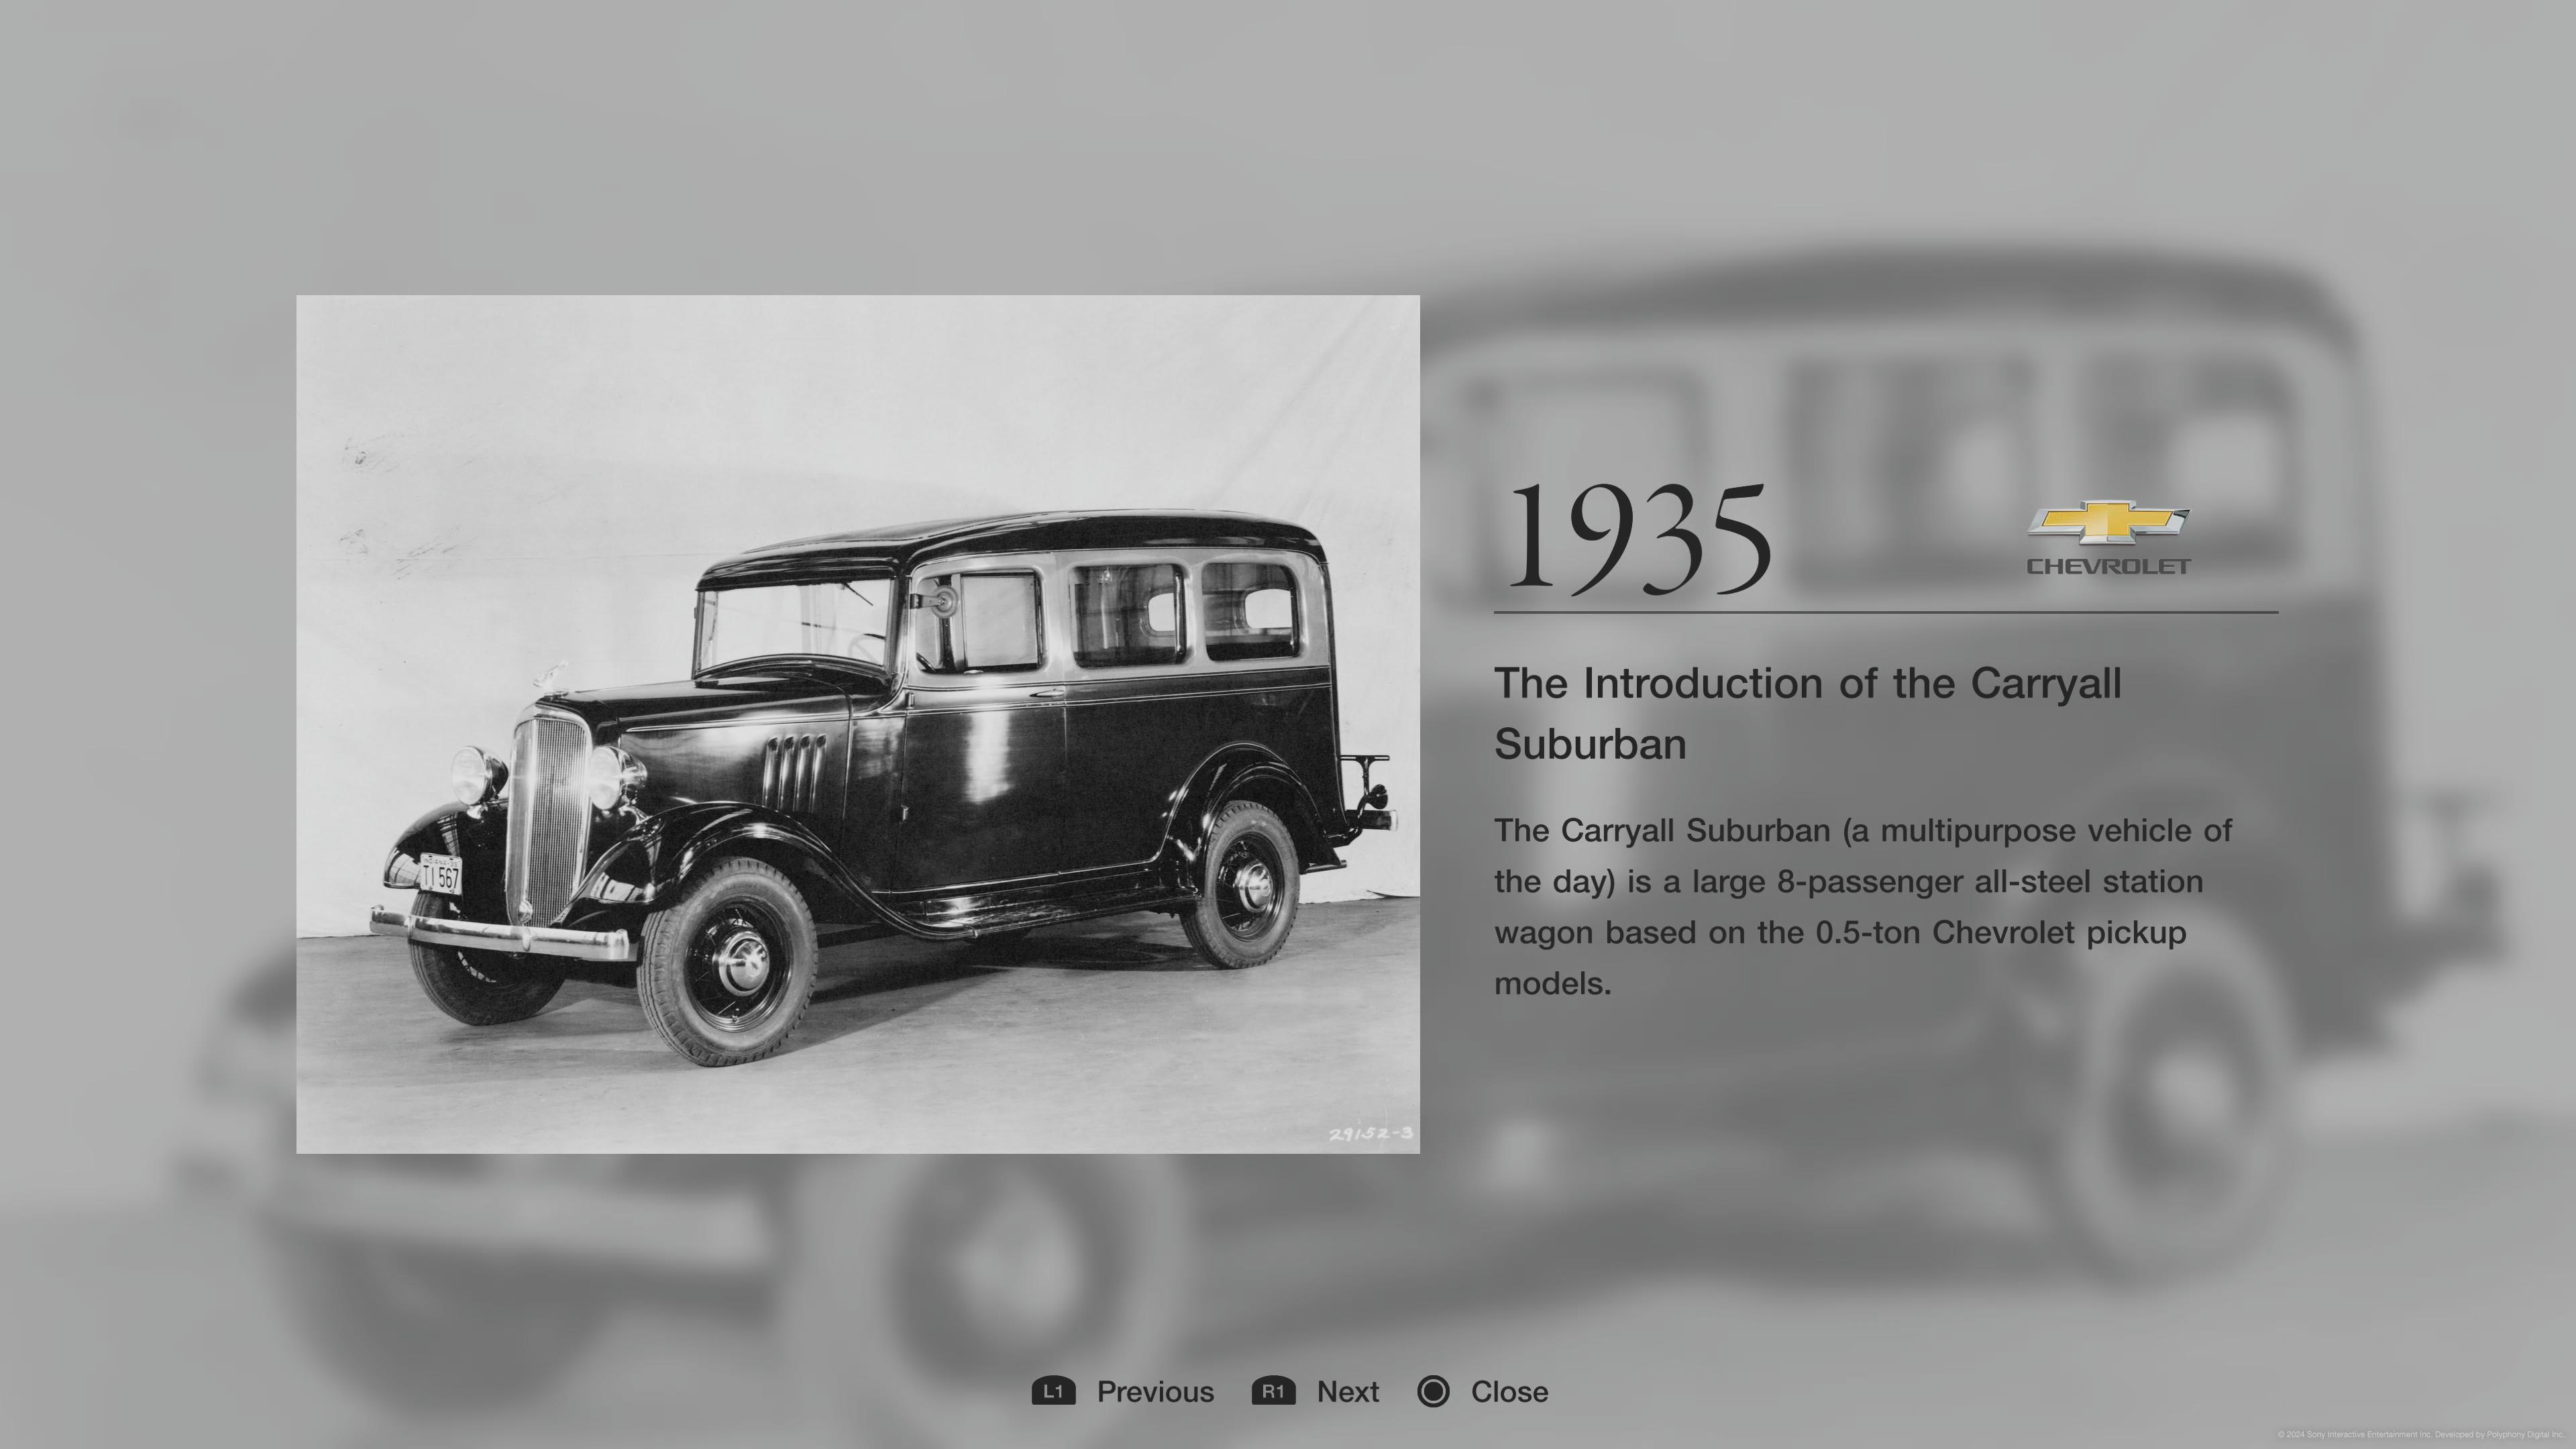 INDIANA-35
TI 567
29152-3
1935
CHEVROLET
The Introduction of the Carryall
Suburban
The Carryall Suburban (a multipurpose vehicle of
the day) is a large 8-passenger all-steel station
wagon based on the 0.5-ton Chevrolet pickup
models.
L1 Previous R1 Next Close
© 2024 Sony Interactive Entertainment Inc. Developed by Polyphony Digital Inc.